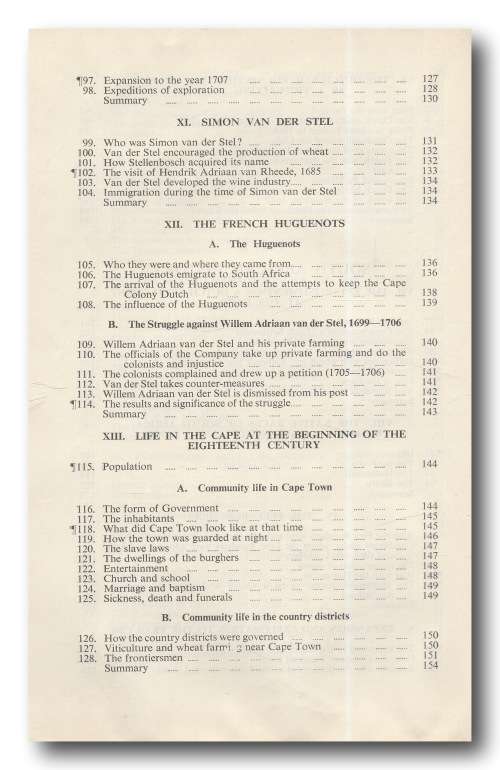 ¶97. Expansion to the year 1707 .... .... .... .... .... .... .... 127
98. Expeditions of exploration .... .... .... .... .... .... 128
Summary .... .... .... .... .... .... .... .... .... .... .... 130
XI. SIMON VAN DER STEL
99. Who was Simon van der Stel? .... .... .... .... .... .... .... 131
100. Van der Stel encouraged the production of wheat .... .... .... .... 132
101. How Stellenbosch acquired its name .... .... .... .... .... 132
¶102. The visit of Hendrik Adriaan van Rheede, 1685 .... .... .... .... 133
103. Van der Stel developed the wine industry.... .... .... .... .... 134
104. Immigration during the time of Simon van der Stel .... .... .... 134
Summary .... .... .... .... .... .... .... .... .... .... .... 134
XII. THE FRENCH HUGUENOTS
A. The Huguenots
105. Who they were and where they came from.... .... .... .... .... 136
106. The Huguenots emigrate to South Africa .... .... .... .... 136
107. The arrival of the Huguenots and the attempts to keep the Cape
Colony Dutch .... .... .... .... .... .... .... .... .... 138
108. The influence of the Huguenots .... .... .... .... .... .... 139
B. The Struggle against Willem Adriaan van der Stel, 1699—1706
109. Willem Adriaan van der Stel and his private farming .... .... .... 140
110. The officials of the Company take up private farming and do the
colonists and injustice .... .... .... .... .... .... .... .... 140
111. The colonists complained and drew up a petition (1705—1706) .... 141
112. Van der Stel takes counter-measures .... .... .... .... .... .... 141
113. Willem Adriaan van der Stel is dismissed from his post .... .... .... 142
¶114. The results and significance of the struggle.... .... .... .... .... 142
Summary .... .... .... .... .... .... .... .... .... .... .... 143
XIII. LIFE IN THE CAPE AT THE BEGINNING OF THE
EIGHTEENTH CENTURY
¶115. Population .... .... .... .... .... .... .... .... .... .... .... 144
A. Community life in Cape Town
116. The form of Government .... .... .... .... .... .... .... 144
117. The inhabitants .... .... .... .... .... .... .... .... .... 145
¶118. What did Cape Town look like at that time .... .... .... .... 145
119. How the town was guarded at night .... .... .... .... .... .... 146
120. The slave laws .... .... .... .... .... .... .... .... .... 147
121. The dwellings of the burghers .... .... .... .... .... .... .... 147
122. Entertainment .... .... .... .... .... .... .... .... .... 148
123. Church and school .... .... .... .... .... .... .... .... 148
124. Marriage and baptism .... .... .... .... .... .... .... .... 149
125. Sickness, death and funerals .... .... .... .... .... .... .... 149
B. Community life in the country districts
126. How the country districts were governed .... .... .... .... .... 150
127. Viticulture and wheat farming near Cape Town .... .... .... .... 150
128. The frontiersmen .... .... .... .... .... .... .... .... .... 151
Summary .... .... .... .... .... .... .... .... .... .... .... 154